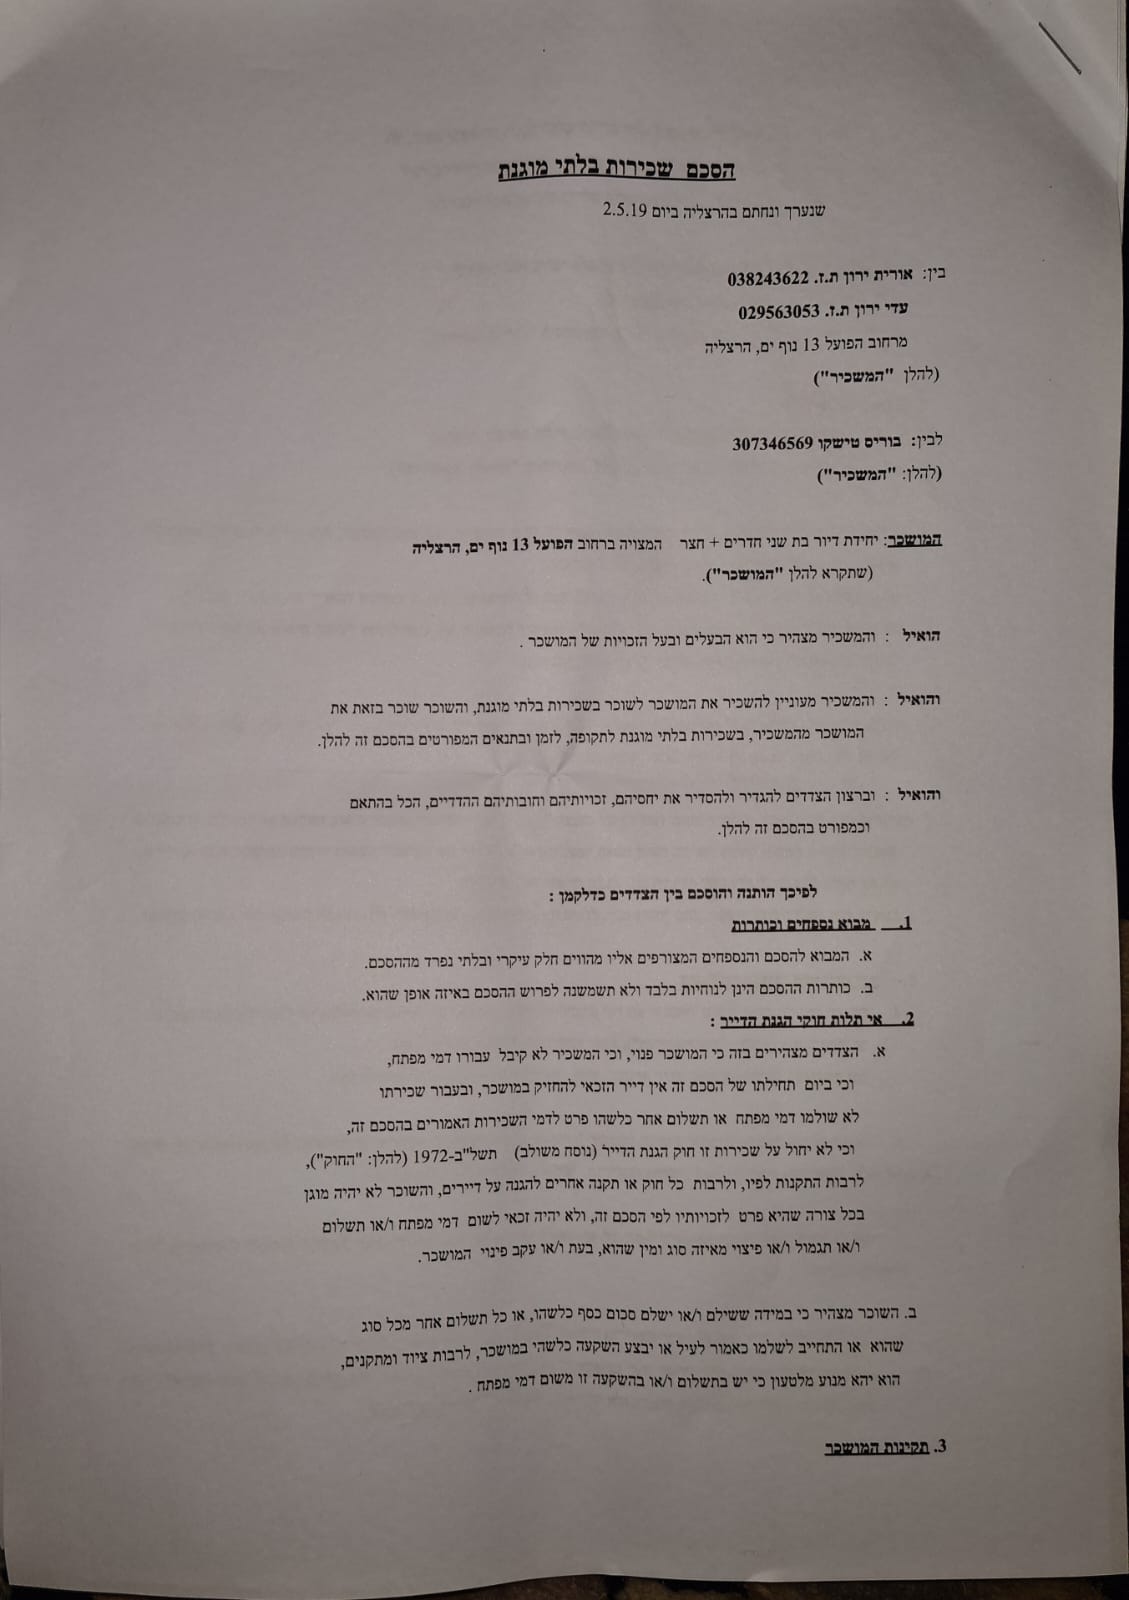 הסכם שכירות בלתי מוגנת
שנערך ונחתם בהרצליה ביום 2.5.19
בין: אורית ירון ת.ז. 038243622
עדי ירון ת.ז. 029563053
מרחוב הפועל 13 נוף ים, הרצליה
(להלן "המשכיר")
לבין: בוריס טישקו 307346569
(להלן: "המשכיר")
המושכר: יחידת דיור בת שני חדרים + חצר המצויה ברחוב הפועל 13 נוף ים, הרצליה
(שתקרא להלן "המושכר").
הואיל : והמשכיר מצהיר כי הוא הבעלים ובעל הזכויות של המושכר .
והואיל : והמשכיר מעוניין להשכיר את המושכר לשוכר בשכירות בלתי מוגנת, והשוכר שוכר בזאת את
המושכר מהמשכיר, בשכירות בלתי מוגנת לתקופה, לזמן ובתנאים המפורטים בהסכם זה להלן.
והואיל : וברצון הצדדים להגדיר ולהסדיר את יחסיהם, זכויותיהם וחובותיהם ההדדיים, הכל בהתאם
וכמפורט בהסכם זה להלן.
לפיכך הותנה והוסכם בין הצדדים כדלקמן :
1. מבוא נספחים וכותרות
א. המבוא להסכם והנספחים המצורפים אליו מהווים חלק עיקרי ובלתי נפרד מההסכם.
ב. כותרות ההסכם הינן לנוחיות בלבד ולא תשמשנה לפרוש ההסכם באיזה אופן שהוא.
2. אי תלות חוקי הגנת הדייר :
א. הצדדים מצהירים בזה כי המושכר פנוי, וכי המשכיר לא קיבל עבורו דמי מפתח,
וכי ביום תחילתו של הסכם זה אין דייר הזכאי להחזיק במושכר, ובעבור שכירתו
לא שולמו דמי מפתח או תשלום אחר כלשהו פרט לדמי השכירות האמורים בהסכם זה,
וכי לא יחול על שכירות זו חוק הגנת הדייר (נוסח משולב) תשל"ב-1972 (להלן: "החוק"),
לרבות התקנות לפיו, ולרבות כל חוק או תקנה אחרים להגנה על דיירים, והשוכר לא יהיה מוגן
בכל צורה שהיא פרט לזכויותיו לפי הסכם זה, ולא יהיה זכאי לשום דמי מפתח ו/או תשלום
ו/או תגמול ו/או פיצוי מאיזה סוג ומין שהוא, בעת ו/או עקב פינוי המושכר.
ב. השוכר מצהיר כי במידה ששילם ו/או ישלם סכום כסף כלשהו, או כל תשלום אחר מכל סוג
שהוא או התחייב לשלמו כאמור לעיל או יבצע השקעה כלשהי במושכר, לרבות ציוד ומתקנים,
הוא יהא מנוע מלטעון כי יש בתשלום ו/או בהשקעה זו משום דמי מפתח .
3. תקינות המושכר